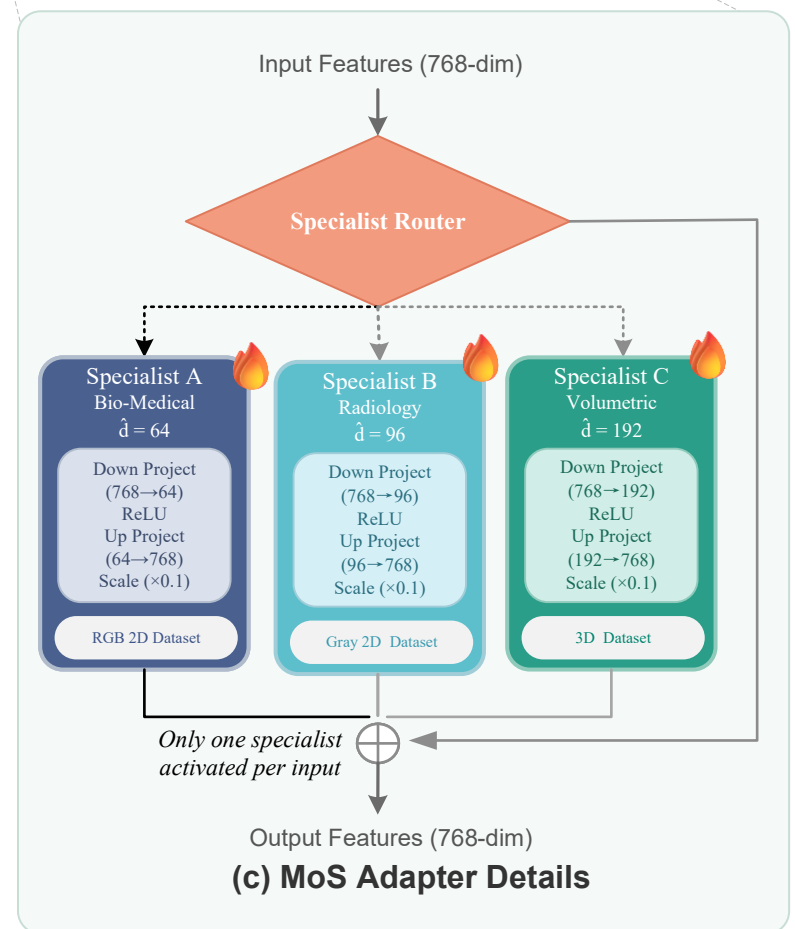 Input Features (768-dim)
Specialist Router
Specialist A
Bio-Medical
d̂ = 64
Down Project
(768→64)
ReLU
Up Project
(64→768)
Scale (×0.1)
RGB 2D Dataset
Specialist B
Radiology
d̂ = 96
Down Project
(768→96)
ReLU
Up Project
(96→768)
Scale (×0.1)
Gray 2D Dataset
Specialist C
Volumetric
d̂ = 192
Down Project
(768→192)
ReLU
Up Project
(192→768)
Scale (×0.1)
3D Dataset
Only one specialist
activated per input
Output Features (768-dim)
(c) MoS Adapter Details